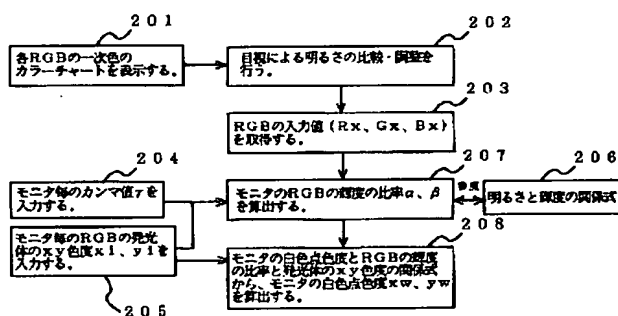 201
各RGBの一次色の
カラーチャートを表示する。
202
目視による明るさの比較・調整を
行う。
203
RGBの入力値(Rx、Gx、Bx)
を取得する。
204
モニタ毎のカンマ値γを
入力する。
207
モニタのRGBの輝度の比率α、β
を算出する。
206
明るさと輝度の関係式
モニタ毎のRGBの発光
体のxy色度xi、yiを
入力する。
205
208
モニタの白色点色度とRGBの輝度
の比率と発光体のxy色度の関係式
から、モニタの白色点色度xw、yw
を算出する。